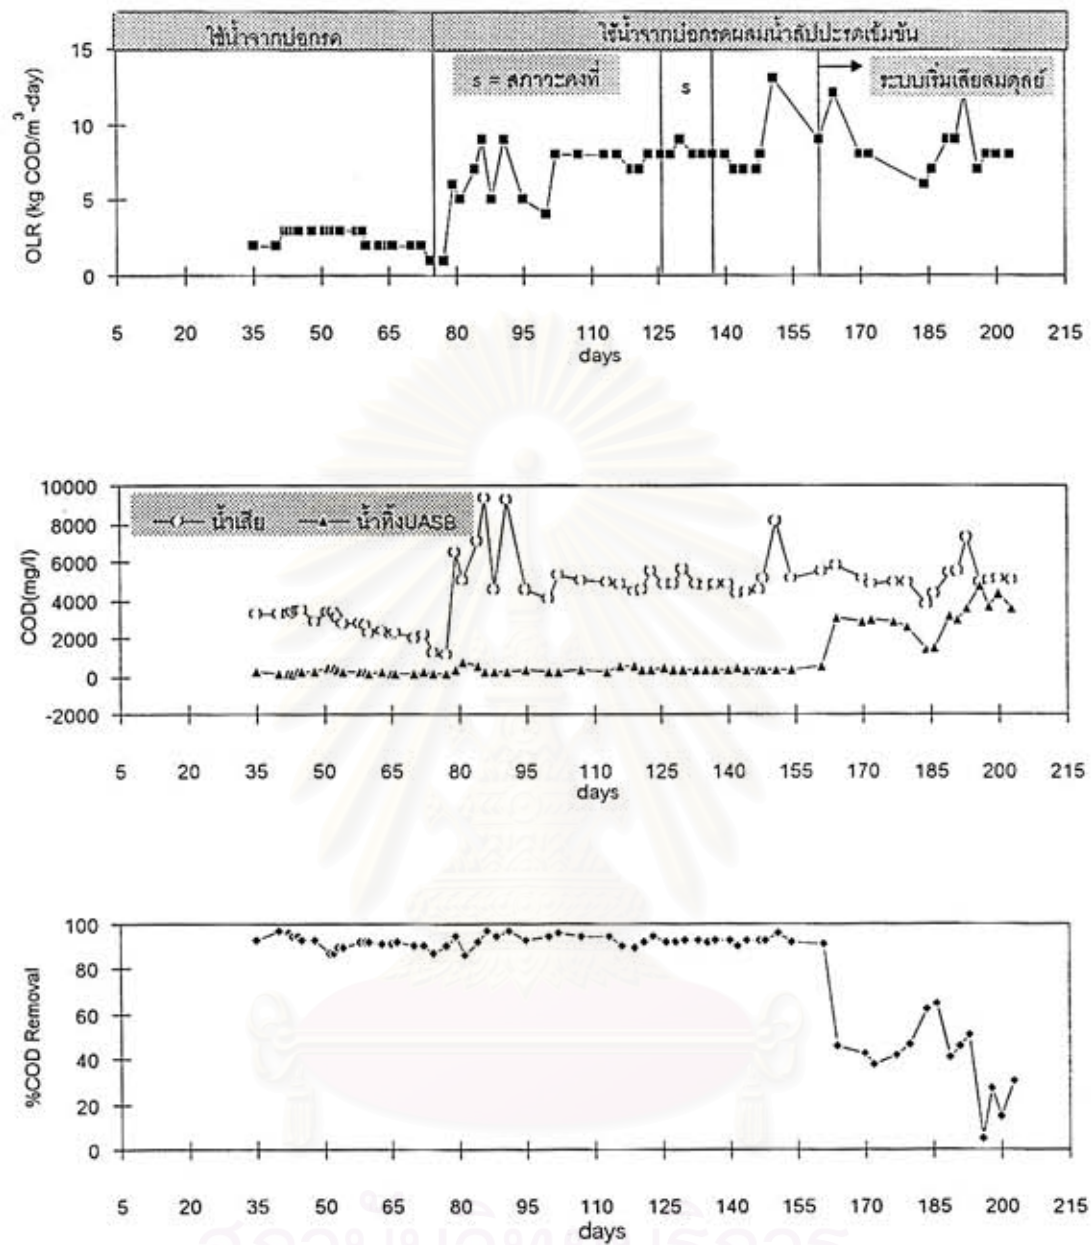 ใช้น้ำจากบ่อกรด
ใช้น้ำจากบ่อกรดผสมน้ำสัปปะรดเข้มข้น
15
s = สภาวะคงที่
s
ระบบเริ่มเสียสมดุลย์
10
5
0
OLR (kg COD/m3 -day)
5 20 35 50 65 80 95 110 125 140 155 170 185 200 215
days
10000
น้ำเสีย น้ำทิ้งUASB
8000
6000
4000
2000
0
-2000
COD(mg/l)
5 20 35 50 65 80 95 110 125 140 155 170 185 200 215
days
100
80
60
40
20
0
%COD Removal
5 20 35 50 65 80 95 110 125 140 155 170 185 200 215
days